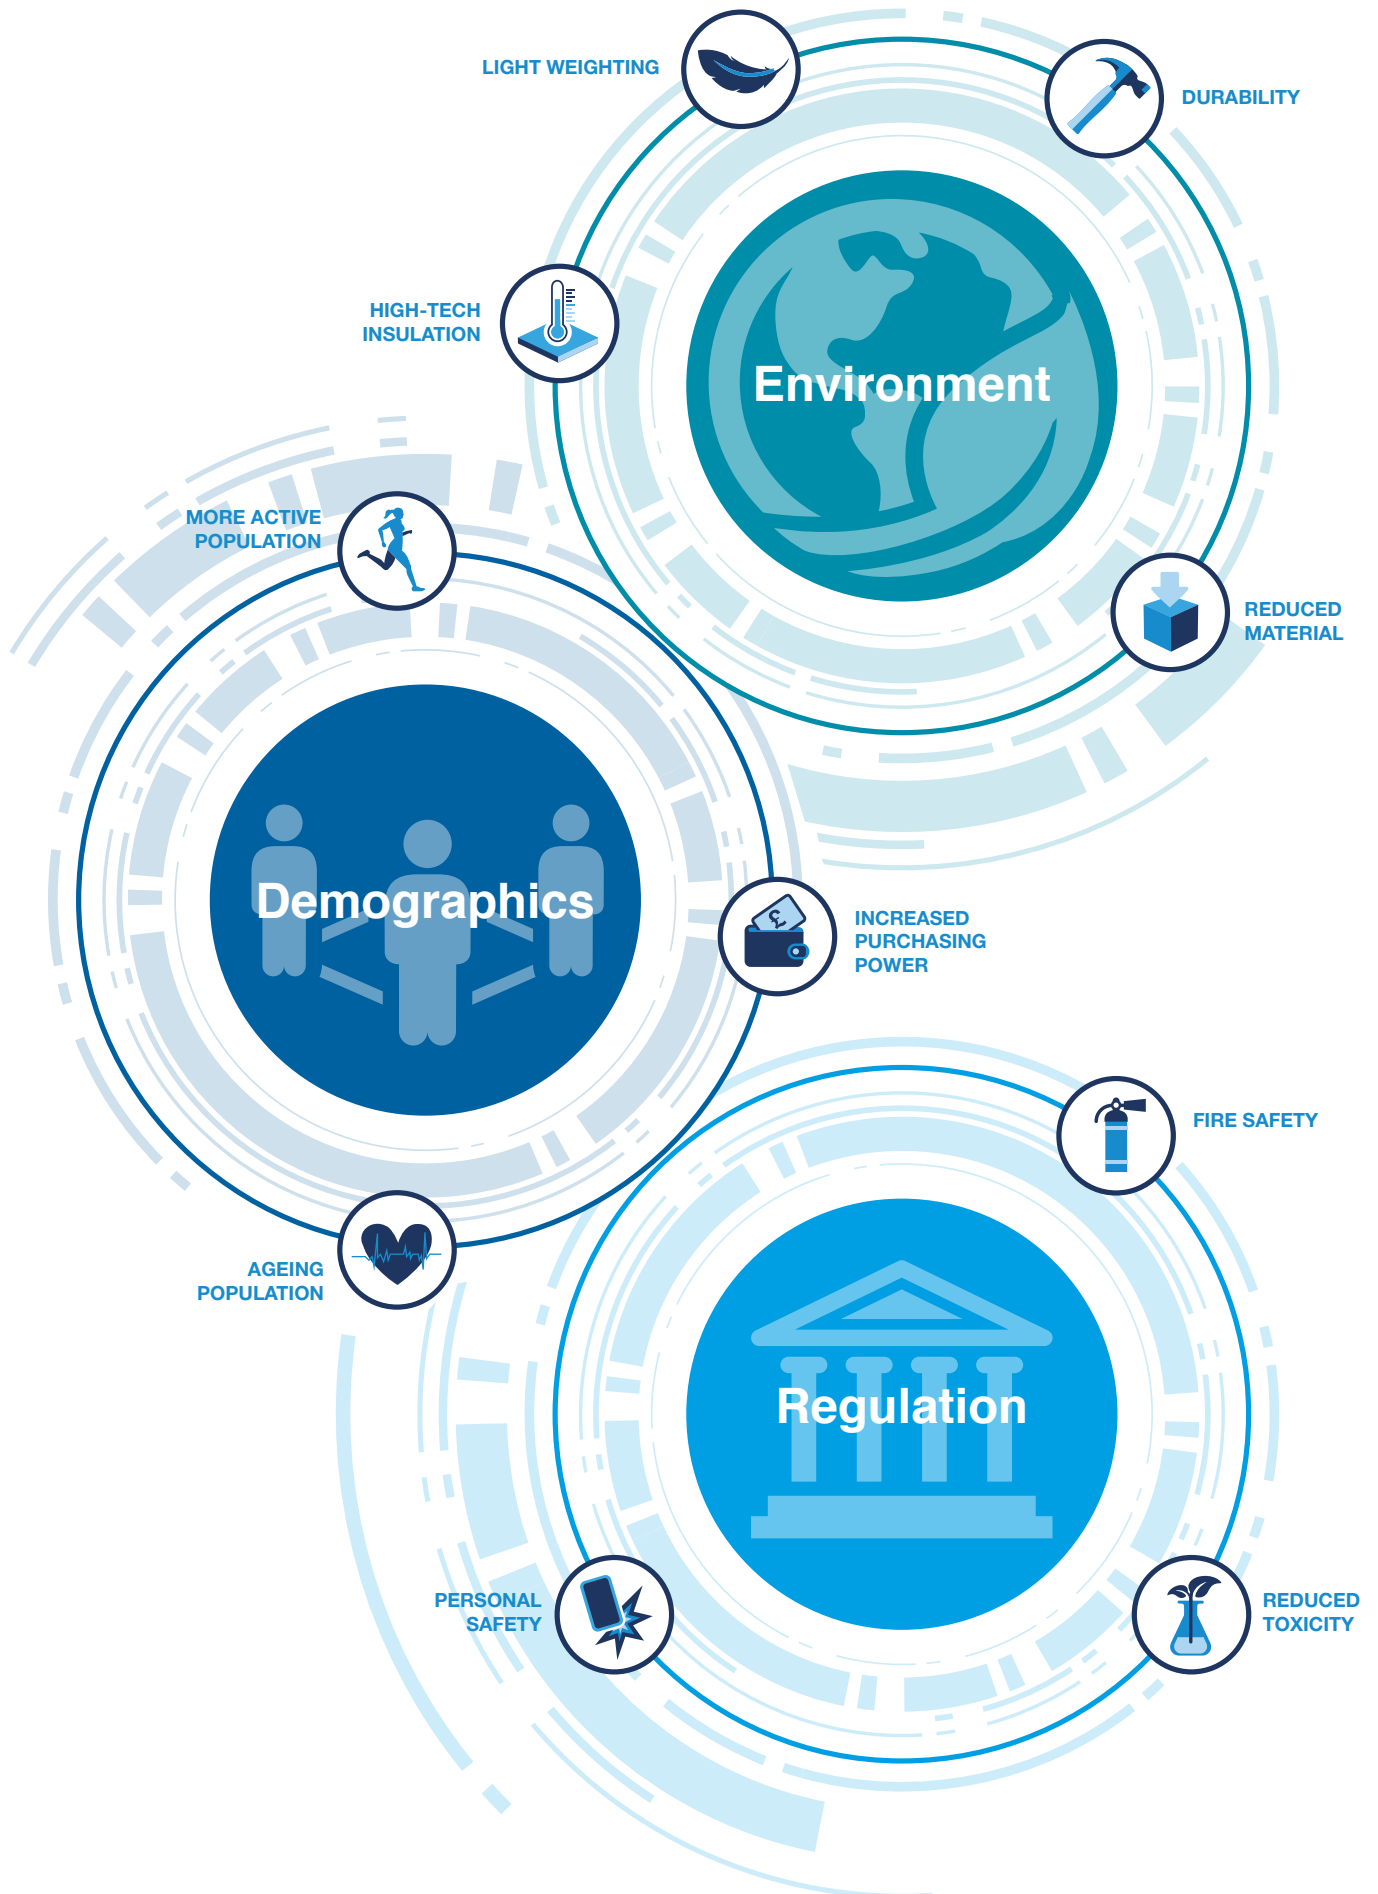 LIGHT WEIGHTING
DURABILITY
HIGH-TECH
INSULATION
Environment
MORE ACTIVE
POPULATION
REDUCED
MATERIAL
Demographics
INCREASED
PURCHASING
POWER
£
FIRE SAFETY
AGEING
POPULATION
Regulation
PERSONAL
SAFETY
REDUCED
TOXICITY